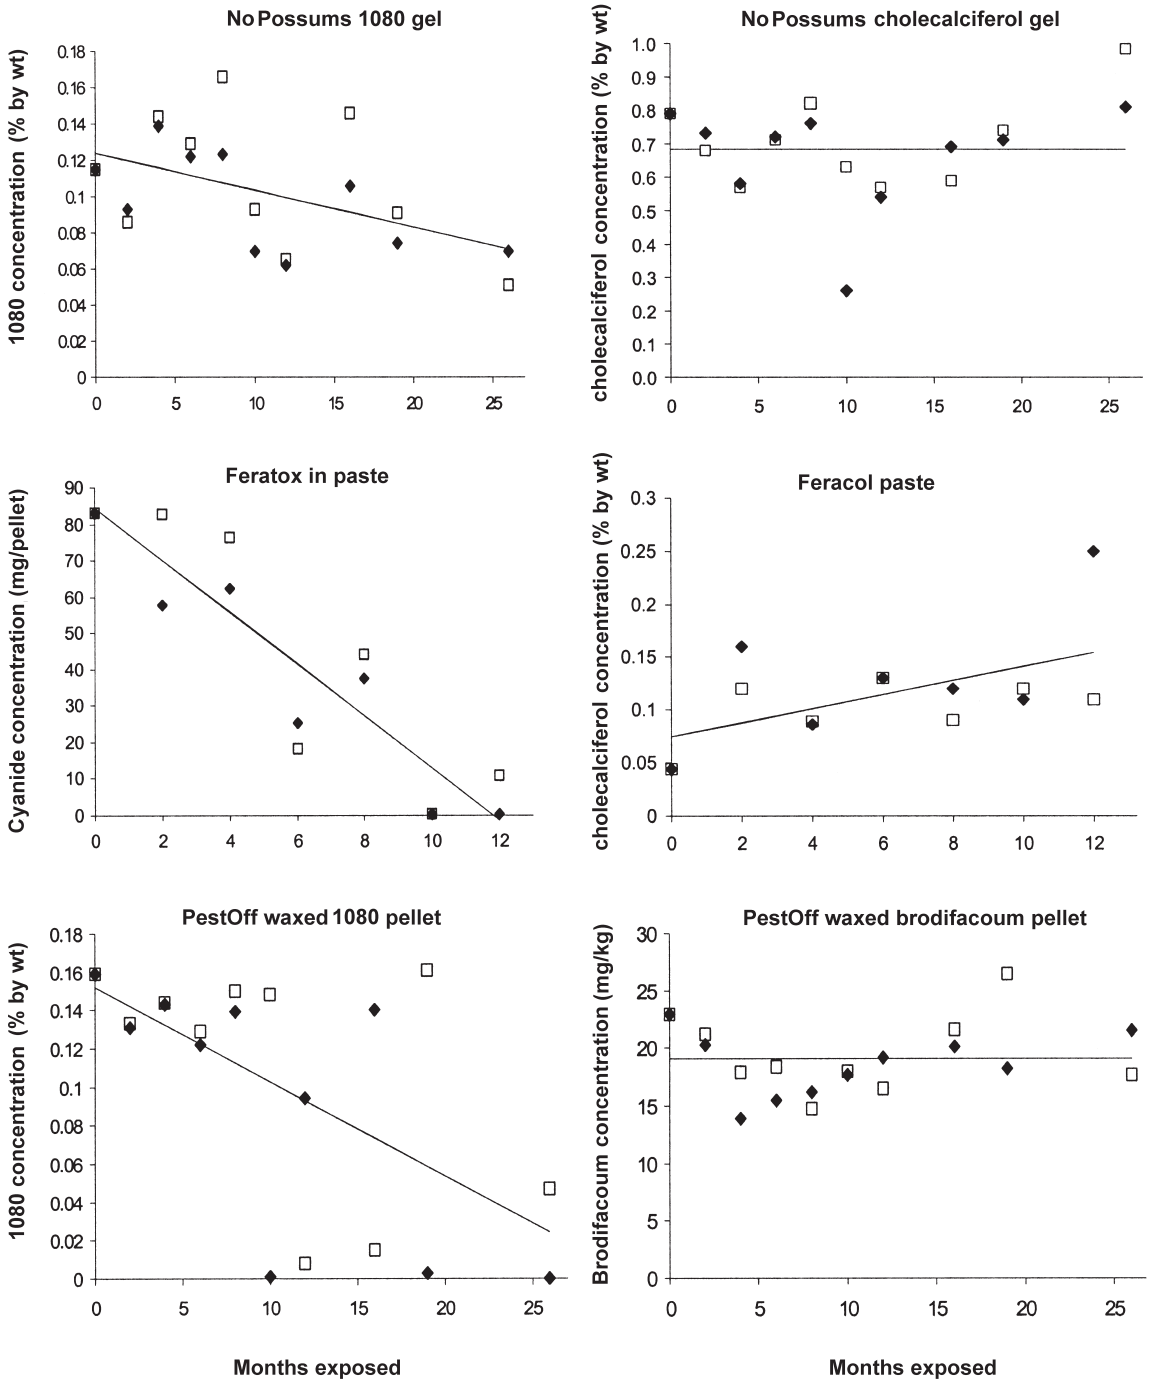 No Possums 1080 gel
1080 concentration (% by wt)
0.18
0.16
0.14
0.12
0.1
0.08
0.06
0.04
0.02
0
0 5 10 15 20 25
No Possums cholecalciferol gel
cholecalciferol concentration (% by wt)
1.0
0.9
0.8
0.7
0.6
0.5
0.4
0.3
0.2
0.1
0.0
0 5 10 15 20 25
Feratox in paste
Cyanide concentration (mg/pellet)
90
80
70
60
50
40
30
20
10
0
0 2 4 6 8 10 12
Feracol paste
cholecalciferol concentration (% by wt)
0.3
0.25
0.2
0.15
0.1
0.05
0
0 2 4 6 8 10 12
PestOff waxed 1080 pellet
1080 concentration (% by wt)
0.18
0.16
0.14
0.12
0.1
0.08
0.06
0.04
0.02
0
0 5 10 15 20 25
Months exposed
PestOff waxed brodifacoum pellet
Brodifacoum concentration (mg/kg)
30
25
20
15
10
5
0
0 5 10 15 20 25
Months exposed